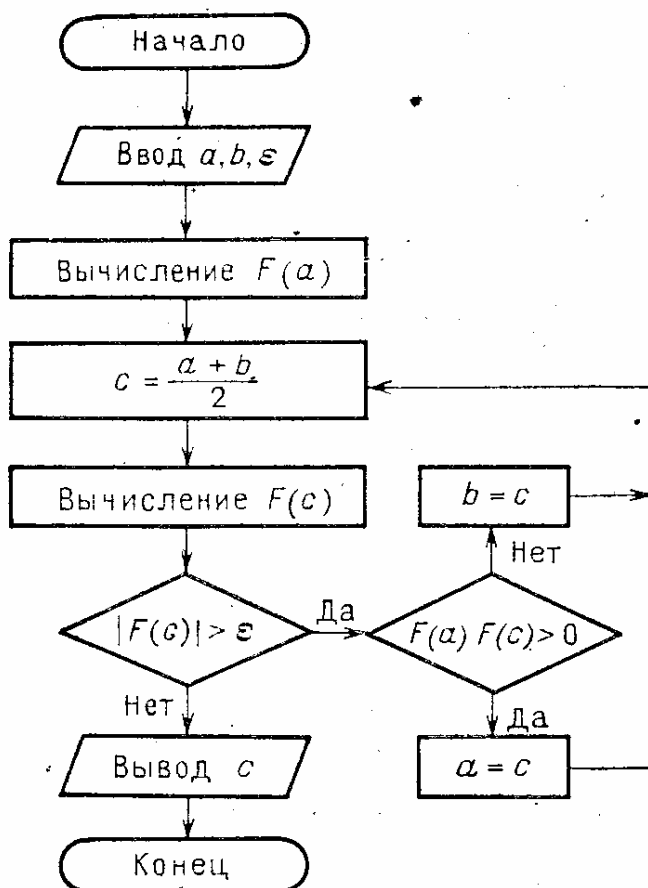 Начало
Ввод a, b, ε
Вычисление F(a)
c = a + b / 2
Вычисление F(c)
b = c
Нет
|F(c)| > ε
Да
F(a) F(c) > 0
Нет
Да
Вывод c
a = c
Конец